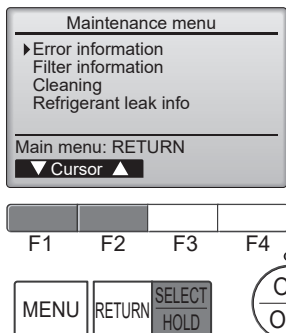 Maintenance menu
Error information
Filter information
Cleaning
Refrigerant leak info
Main menu: RETURN
Cursor
F1 F2 F3 F4
MENU RETURN SELECT
HOLD